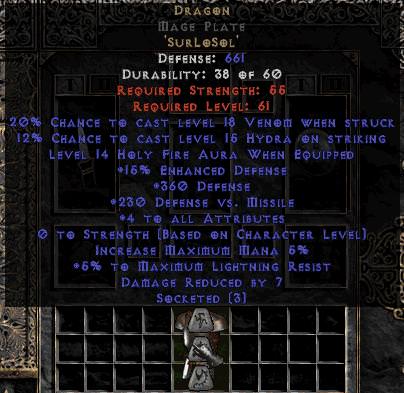 Dragon
Mage Plate
'SurLoSol'
Defense: 661
Durability: 38 of 60
Required Strength: 55
Required Level: 61
20% Chance to cast level 18 Venom when struck
12% Chance to cast level 15 Hydra on striking
Level 14 Holy Fire Aura When Equipped
+15% Enhanced Defense
+360 Defense
+230 Defense vs. Missile
+4 to all Attributes
0 to Strength (Based on Character Level)
Increase Maximum Mana 5%
+5% to Maximum Lightning Resist
Damage Reduced by 7
Socketed (3)